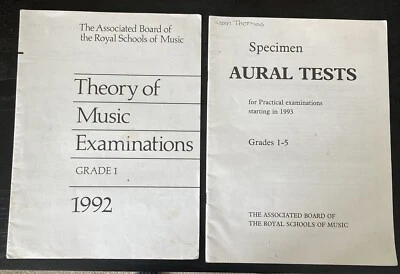 The Associated Board of
the Royal Schools of Music
Theory of
Music
Examinations
GRADE 1
1992
Thomas
Specimen
AURAL TESTS
for Practical examinations
starting in 1993
Grades 1-5
THE ASSOCIATED BOARD OF
THE ROYAL SCHOOLS OF MUSIC